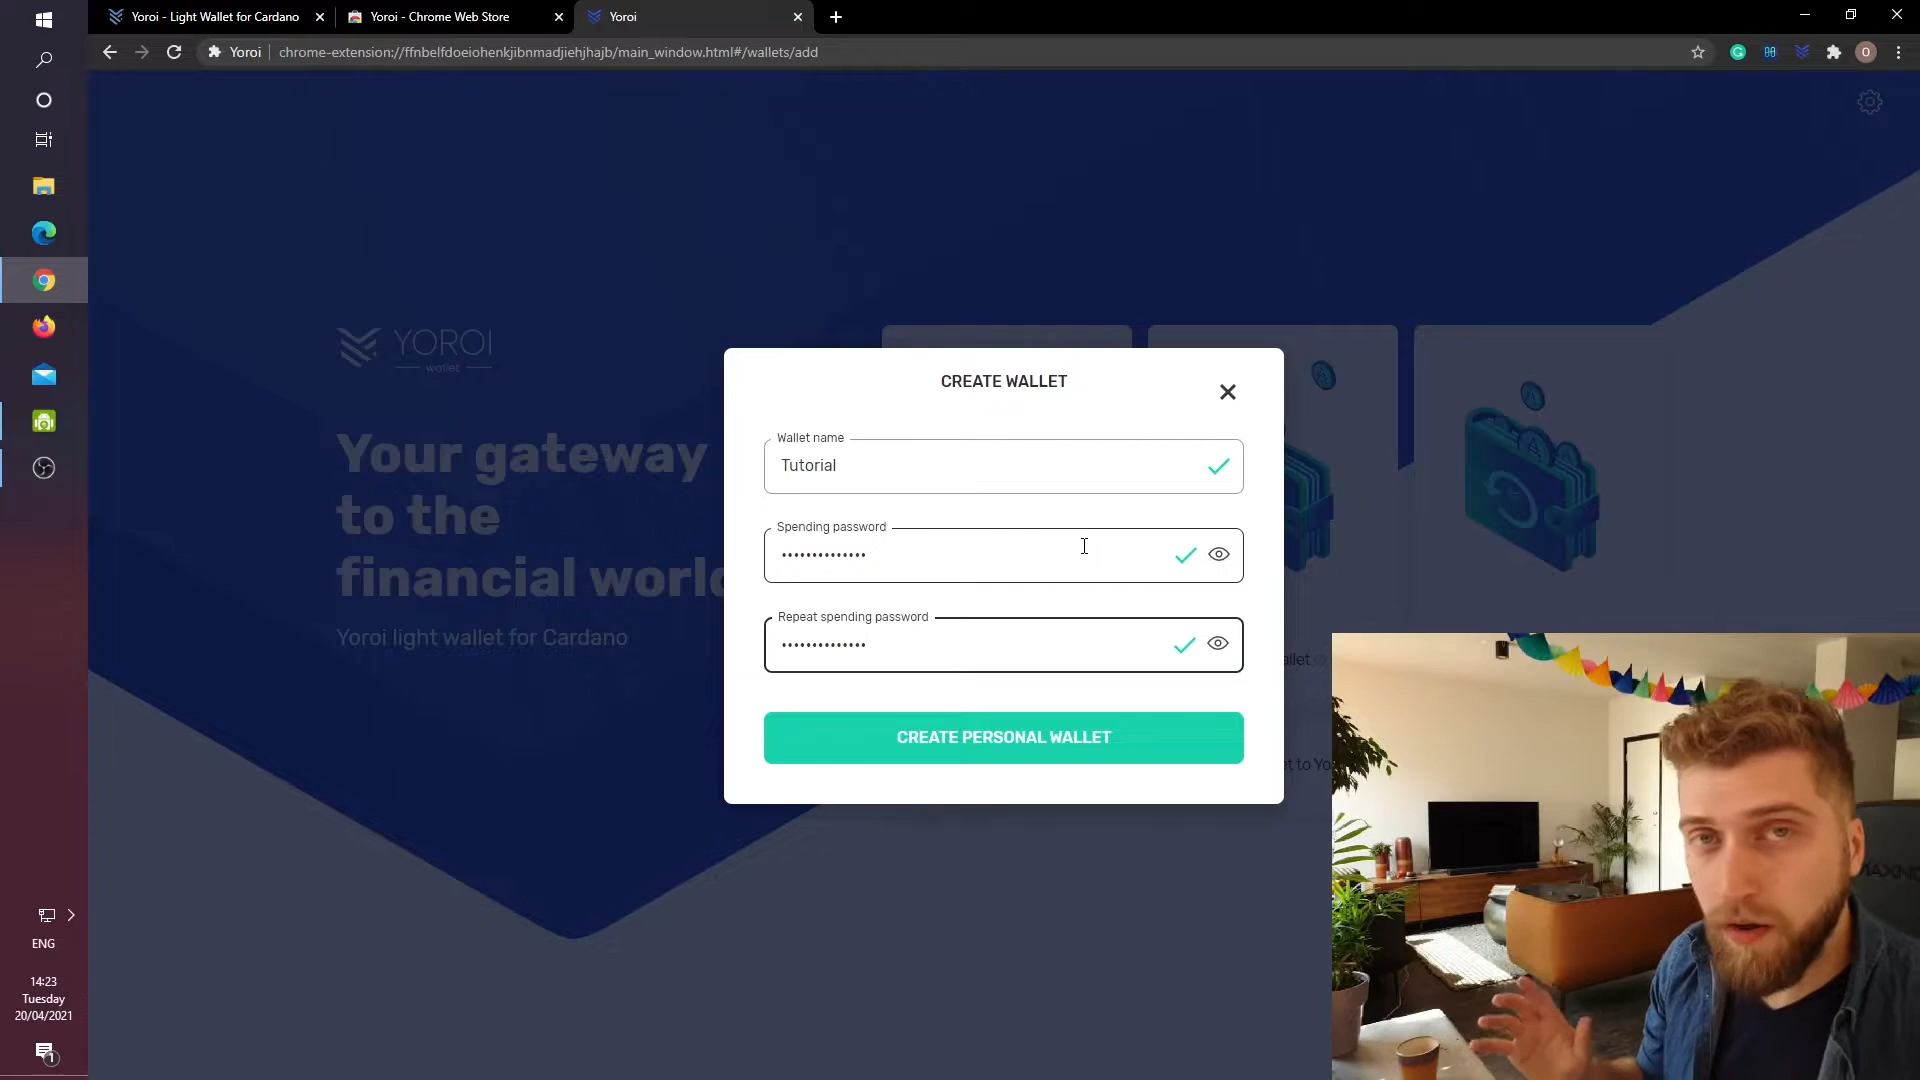 Yoroi - Light Wallet for Cardano
Yoroi - Chrome Web Store
Yoroi
Yoroi
chrome-extension://ffnbelfdoeiohenkjibnmadjiehjhajb/main_window.html#/wallets/add
YOROI
wallet
Your gateway
to the
financial world
Yoroi light wallet for Cardano
CREATE WALLET
Wallet name
Tutorial
Spending password
••••••••••••••
Repeat spending password
••••••••••••••
CREATE PERSONAL WALLET
ENG
14:23
Tuesday
20/04/2021
1
O